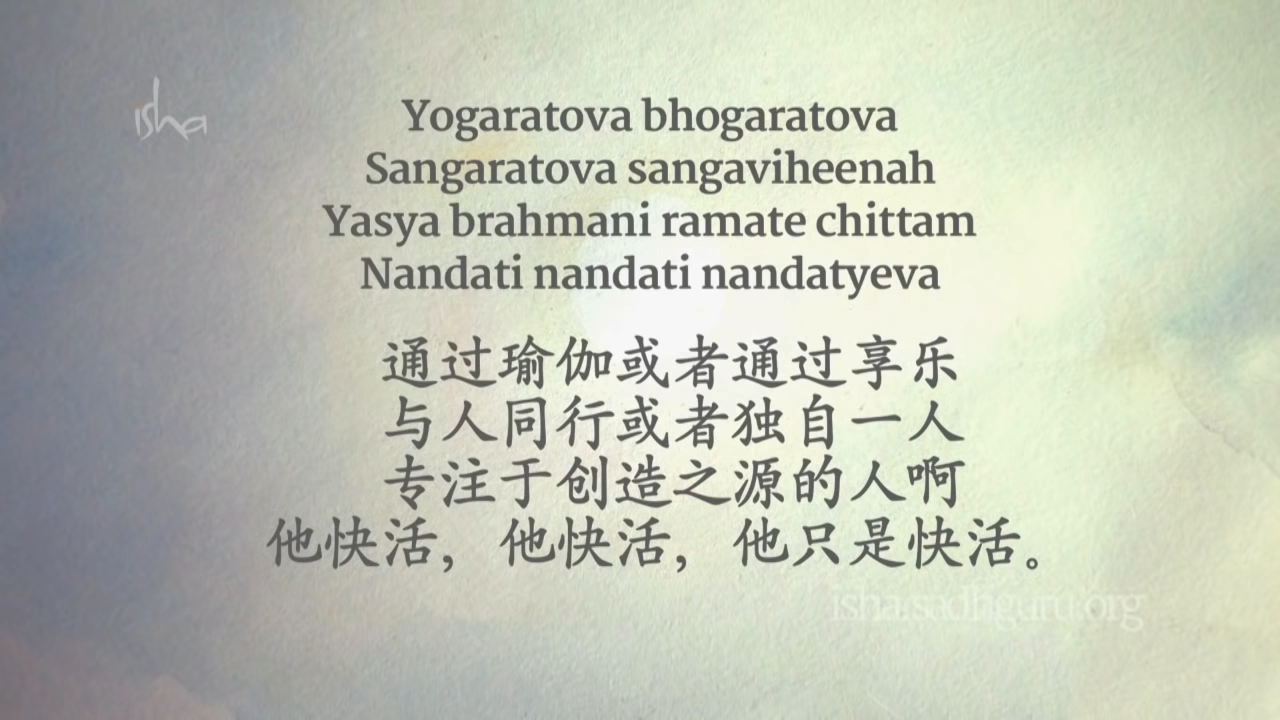 isha
Yogaratova bhogaratova
Sangaratova sangaviheenah
Yasya brahmani ramate chittam
Nandati nandati nandatyeva
通过瑜伽或者通过享乐
与人同行或者独自一人
专注于创造之源的人啊
他快活，他快活，他只是快活。
isha.sadhguru.org